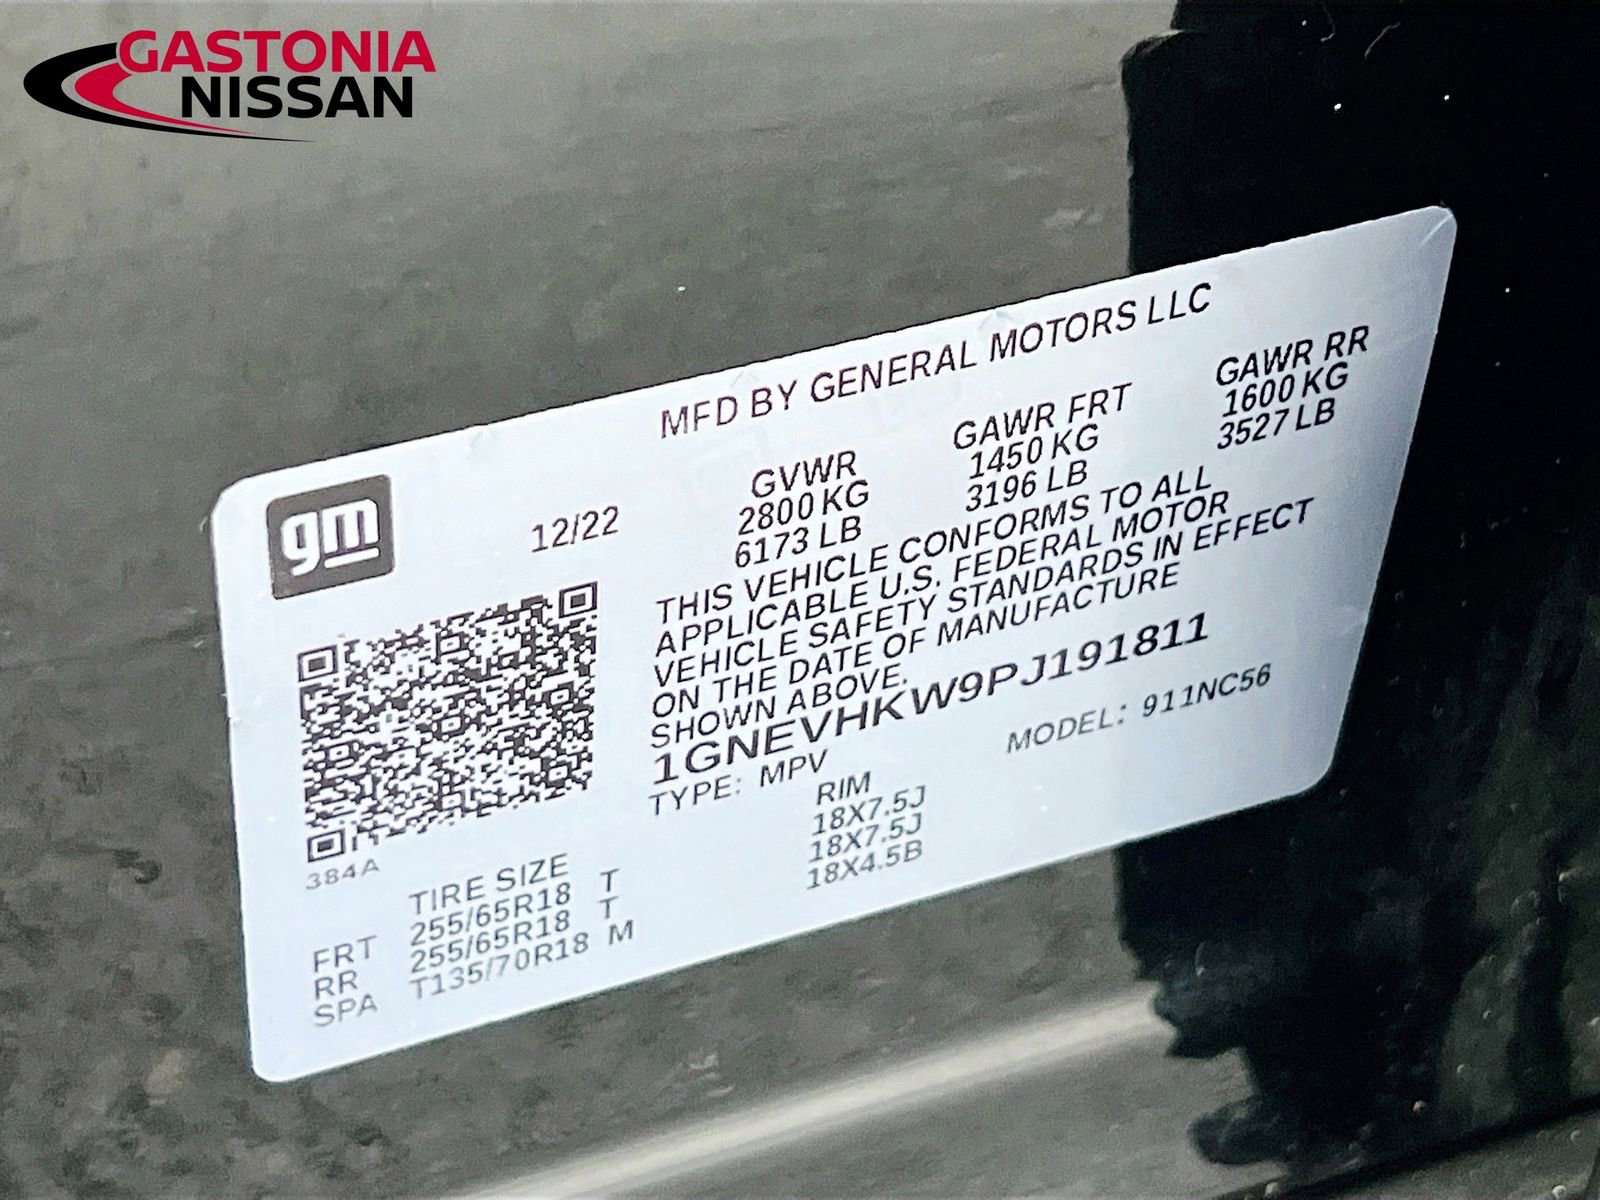 GASTONIA
NISSAN
MFD BY GENERAL MOTORS LLC
gm
12/22
GVWR GAWR FRT GAWR RR
2800 KG 1450 KG 1600 KG
6173 LB 3196 LB 3527 LB
THIS VEHICLE CONFORMS TO ALL
APPLICABLE U.S. FEDERAL MOTOR
VEHICLE SAFETY STANDARDS IN EFFECT
ON THE DATE OF MANUFACTURE
SHOWN ABOVE.
1GNEVHKW9PJ191811
TYPE: MPV MODEL: 911NC56
384A
TIRE SIZE RIM
FRT 255/65R18 T 18X7.5J
RR 255/65R18 T 18X7.5J
SPA T135/70R18 M 18X4.5B